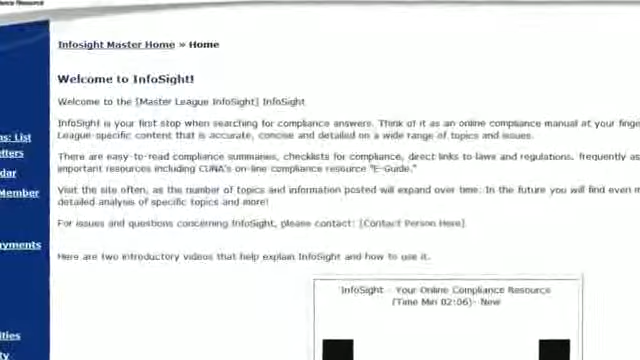 Infosight Master Home » Home
Welcome to InfoSight!
Welcome to the [Master League InfoSight] InfoSight
InfoSight is your first stop when searching for compliance answers. Think of it as an online compliance manual at your finge
League-specific content that is accurate, concise and detailed on a wide range of topics and issues.
There are easy-to-read compliance summaries, checklists for compliance, direct links to laws and regulations, frequently as
important resources including CUNA's on-line compliance resource "E-Guide."
Visit the site often, as the number of topics and information posted will expand over time. In the future you will find even m
detailed analysis of specific topics and more!
For issues and questions concerning InfoSight, please contact: [Contact Person Here]
Here are two introductory videos that help explain InfoSight and how to use it.
ns: List
etters
dar
Member
ayments
ities
ty
InfoSight - Your Online Compliance Resource
(Time Min 02:06)- New